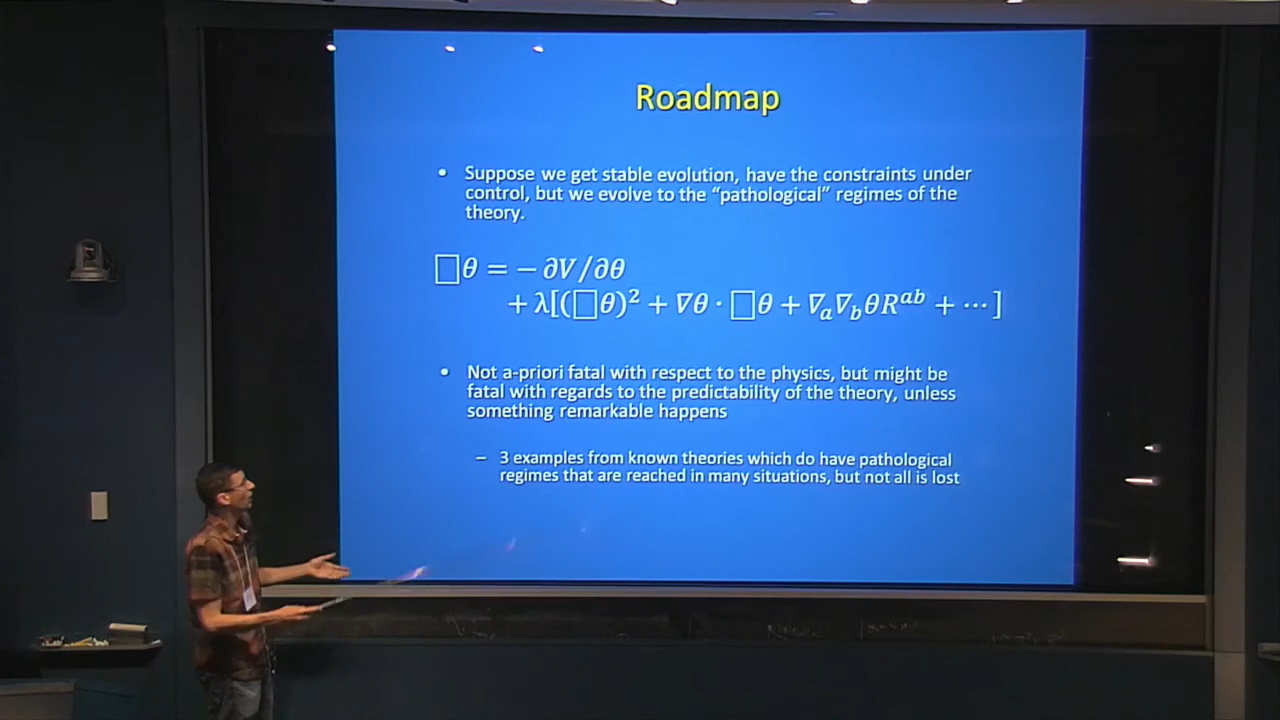 Roadmap
• Suppose we get stable evolution, have the constraints under
control, but we evolve to the “pathological” regimes of the
theory.
□θ = − ∂V/∂θ
+ λ[(□θ)² + ∇θ · □θ + ∇ₐ∇_bθR^{ab} + ⋯ ]
• Not a-priori fatal with respect to the physics, but might be
fatal with regards to the predictability of the theory, unless
something remarkable happens
– 3 examples from known theories which do have pathological
regimes that are reached in many situations, but not all is lost